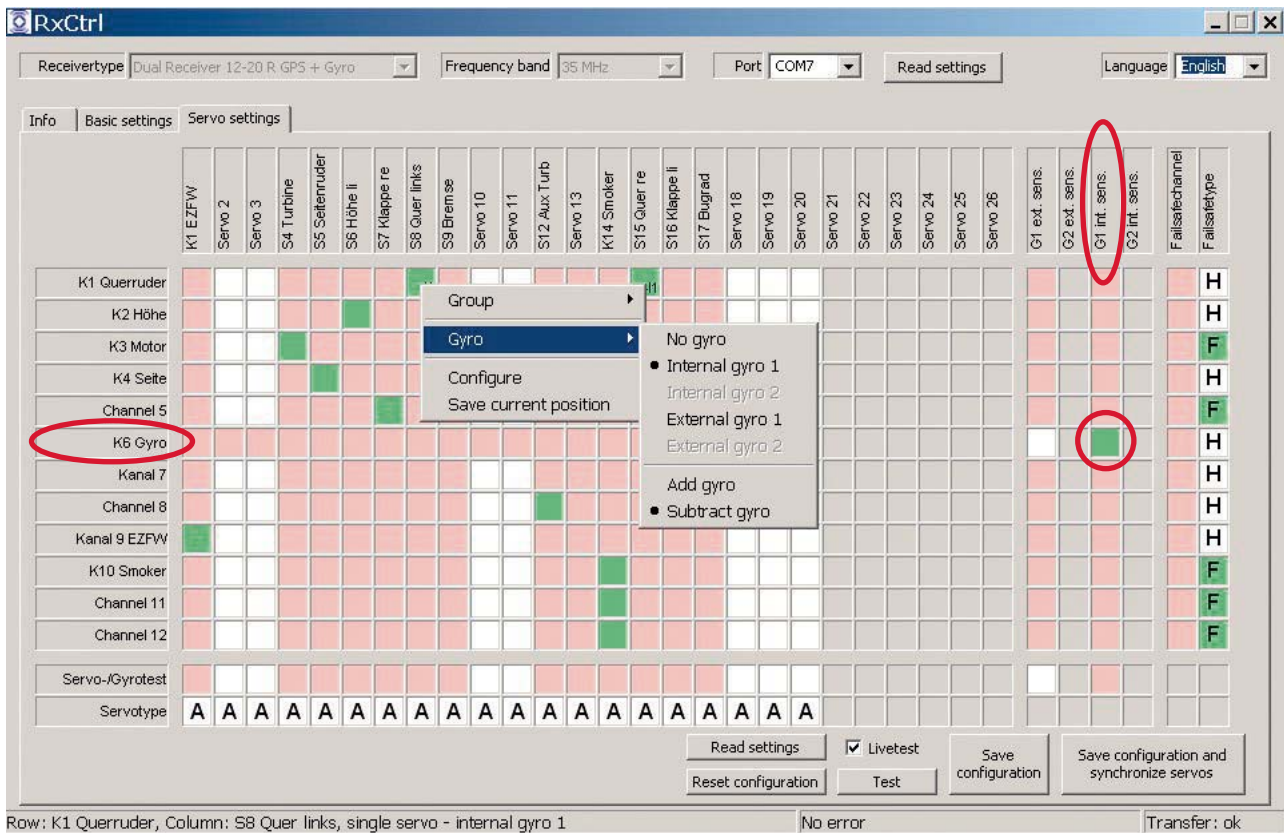 RxCtrl
Receivertype Dual Receiver 12-20 R GPS + Gyro Frequency band 35 MHz Port COM7 Read settings Language English
Info Basic settings Servo settings
K1 EZFW
Servo 2
Servo 3
S4 Turbine
S5 Seitenruder
S6 Höhe li
S7 Klappe re
S8 Quer links
S9 Bremse
Servo 10
Servo 11
S12 Aux Turb
Servo 13
K14 Smoker
S15 Quer re
S16 Klappe li
S17 Bugrad
Servo 18
Servo 19
Servo 20
Servo 21
Servo 22
Servo 23
Servo 24
Servo 25
Servo 26
G1 ext. sens.
G2 ext. sens.
G1 int. sens.
G2 int. sens.
Failsafechannel
Failsafetype
K1 Querruder H
K2 Höhe H
K3 Motor F
K4 Seite H
Channel 5 F
K6 Gyro H
Kanal 7 H
Channel 8 H
Kanal 9 EZFW H
K10 Smoker F
Channel 11 F
Channel 12 F
Servo-/Gyrotest
Servotype A A A A A A A A A A A A A A A A A A A A
Group
Gyro
Configure
Save current position
No gyro
Internal gyro 1
Internal gyro 2
External gyro 1
External gyro 2
Add gyro
Subtract gyro
Read settings Livetest
Reset configuration Test
Save
configuration
Save configuration and
synchronize servos
Row: K1 Querruder, Column: S8 Quer links, single servo - internal gyro 1 No error Transfer: ok